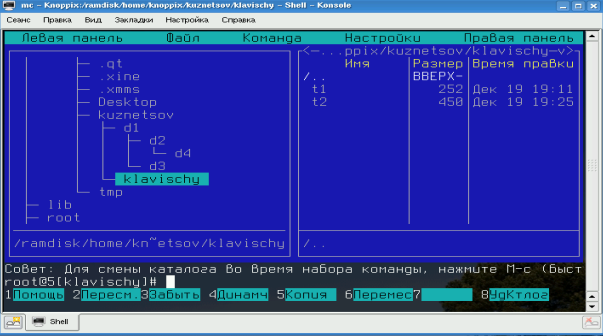 mc - Knoppix:/ramdisk/home/knoppix/kuznetsov/klavischy - Shell - Konsole
Сеанс Правка Вид Закладки Настройка Справка
Левая панель Файл Команда Настройки Правая панель
<—...ppix/kuznetsov/klavischy—v>
Имя Размер Время правки
.qt /.. ВВЕРХ-
.xine t1 252 Дек 19 19:11
.xmms t2 450 Дек 19 19:25
Desktop
kuznetsov
d1
d2
d4
d3
klavischy
tmp
lib
root
/ramdisk/home/kn~etsov/klavischy /..
Совет: Для смены каталога во время набора команды, нажмите M-c (быст
root@5[klavischy]#
1Помощь 2Пересм.3Забыть 4Динамч 5Копия 6Перемес7 8УдКтлог
Shell